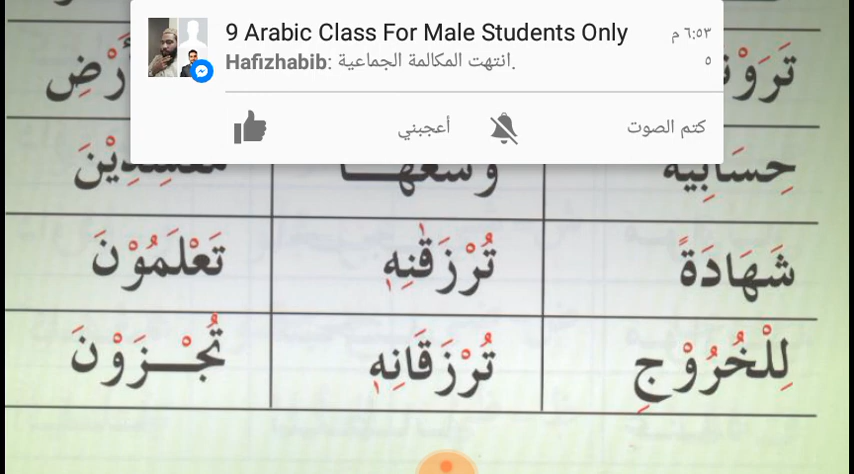 9 Arabic Class For Male Students Only
٦:٥٣ م
Hafizhabib: انتهت المكالمة الجماعية.
٥
كتم الصوت أعجبني
حِسَابِيَهْ
شَهَادَةً تُرْزَقٰنِهٖ تَعْلَمُوْنَ
لِلْخُرُوْجِ تُرْزَقَانِهٖ تُجْـزَوْنَ